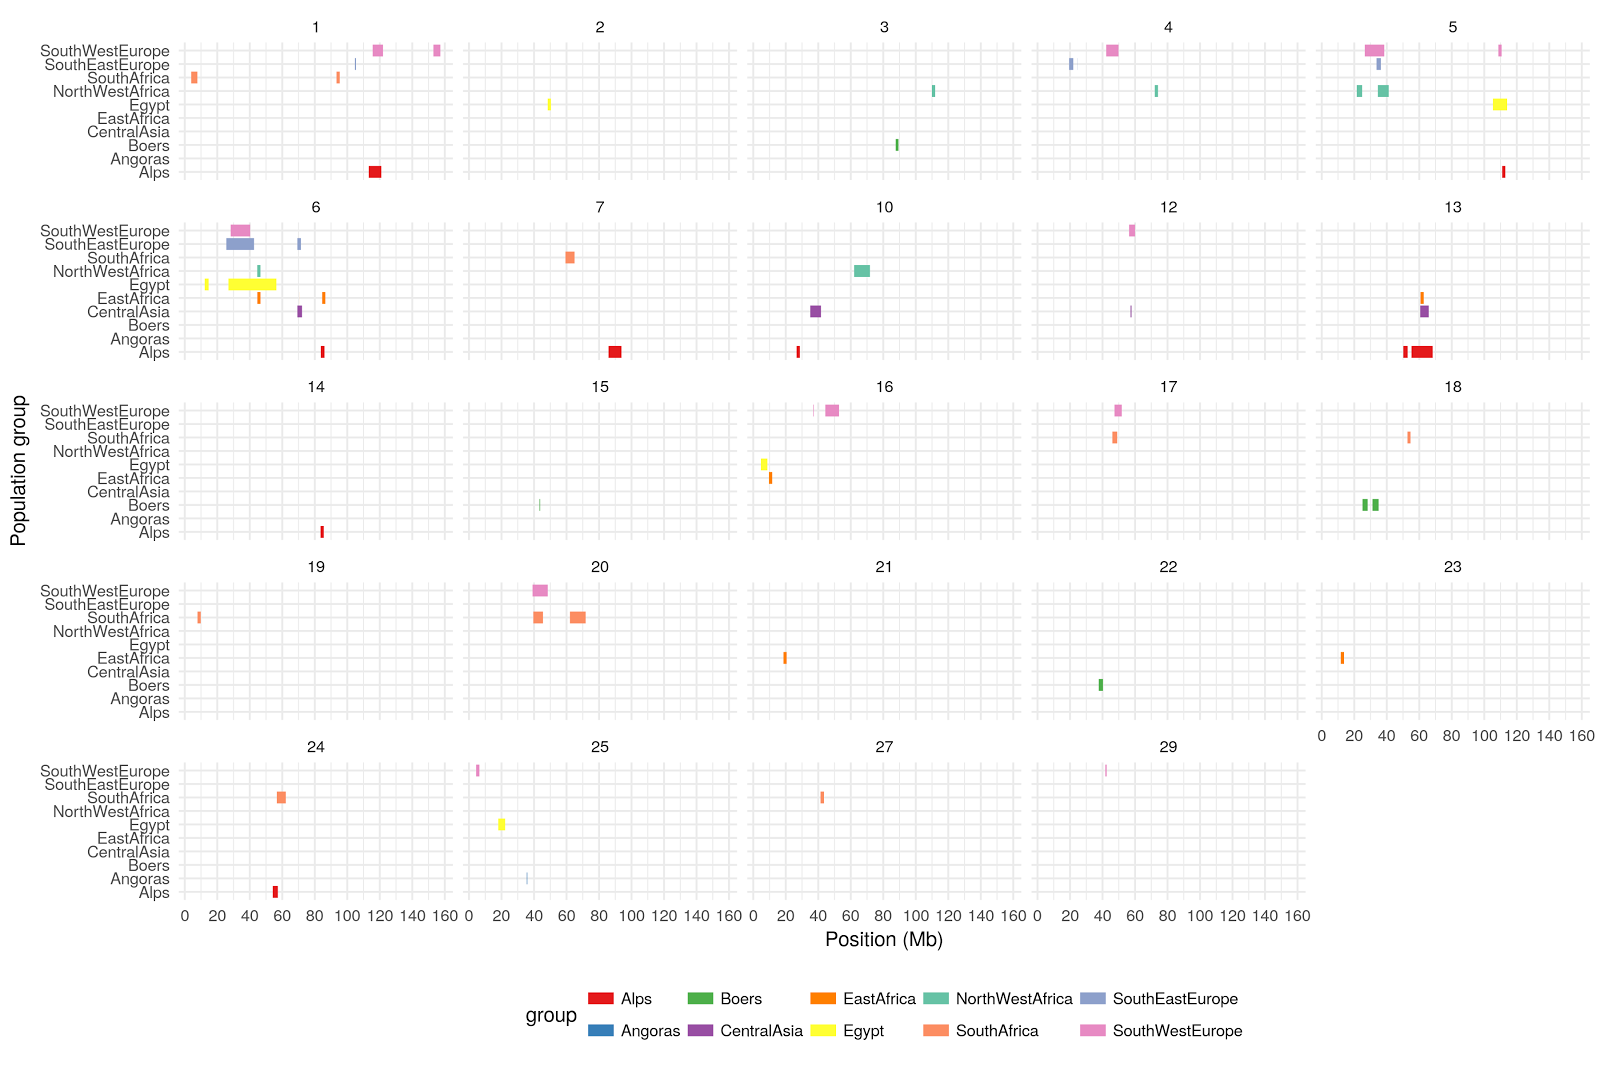 1 2 3 4 5
SouthWestEurope
SouthEastEurope
SouthAfrica
NorthWestAfrica
Egypt
EastAfrica
CentralAsia
Boers
Angoras
Alps
6 7 10 12 13
SouthWestEurope
SouthEastEurope
SouthAfrica
NorthWestAfrica
Egypt
EastAfrica
CentralAsia
Boers
Angoras
Alps
14 15 16 17 18
SouthWestEurope
SouthEastEurope
SouthAfrica
NorthWestAfrica
Egypt
EastAfrica
CentralAsia
Boers
Angoras
Alps
Population group
19 20 21 22 23
SouthWestEurope
SouthEastEurope
SouthAfrica
NorthWestAfrica
Egypt
EastAfrica
CentralAsia
Boers
Angoras
Alps
0 20 40 60 80 100 120 140 160
24 25 27 29
SouthWestEurope
SouthEastEurope
SouthAfrica
NorthWestAfrica
Egypt
EastAfrica
CentralAsia
Boers
Angoras
Alps
0 20 40 60 80 100 120 140 160 0 20 40 60 80 100 120 140 160 0 20 40 60 80 100 120 140 160 0 20 40 60 80 100 120 140 160
Position (Mb)
group
Alps Boers EastAfrica NorthWestAfrica SouthEastEurope
Angoras CentralAsia Egypt SouthAfrica SouthWestEurope